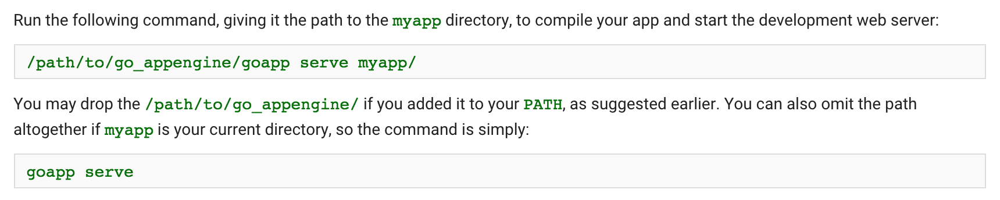 Run the following command, giving it the path to the myapp directory, to compile your app and start the development web server:
/path/to/go_appengine/goapp serve myapp/
You may drop the /path/to/go_appengine/ if you added it to your PATH, as suggested earlier. You can also omit the path
altogether if myapp is your current directory, so the command is simply:
goapp serve